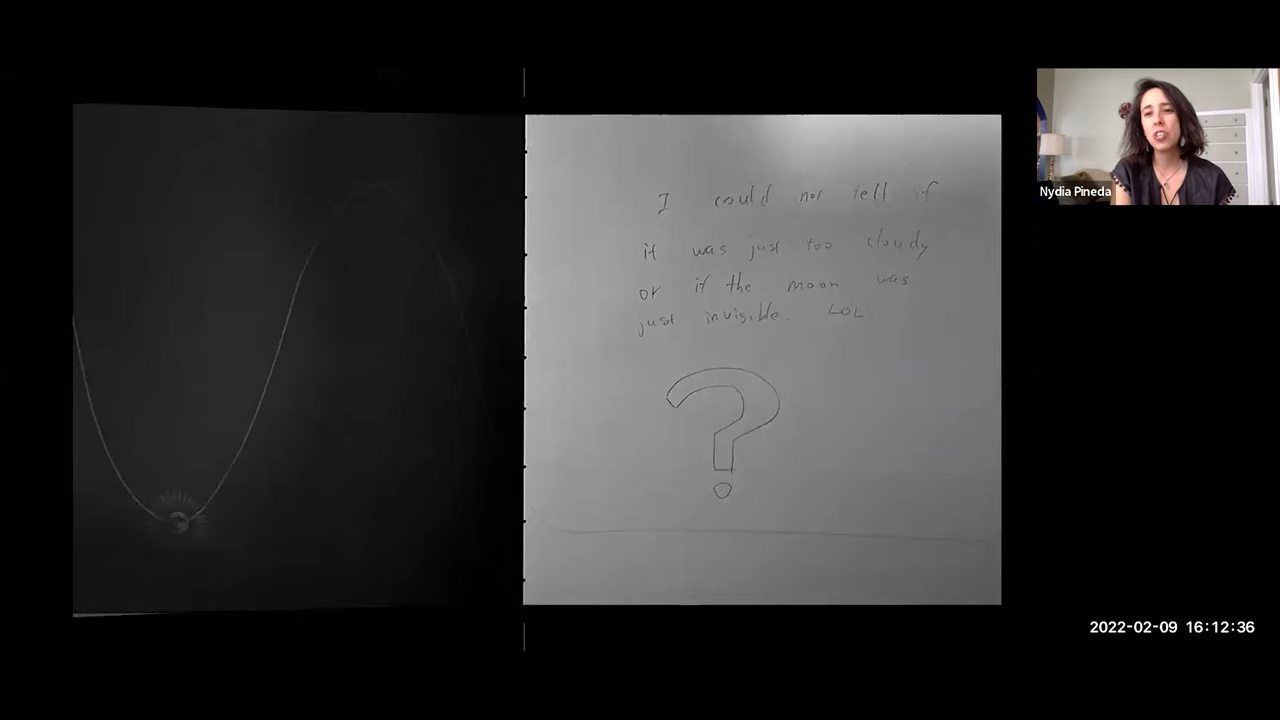 I could not tell if
it was just too cloudy
or if the moon was
just invisible. LOL.
?
Nydia Pineda
2022-02-09 16:12:36